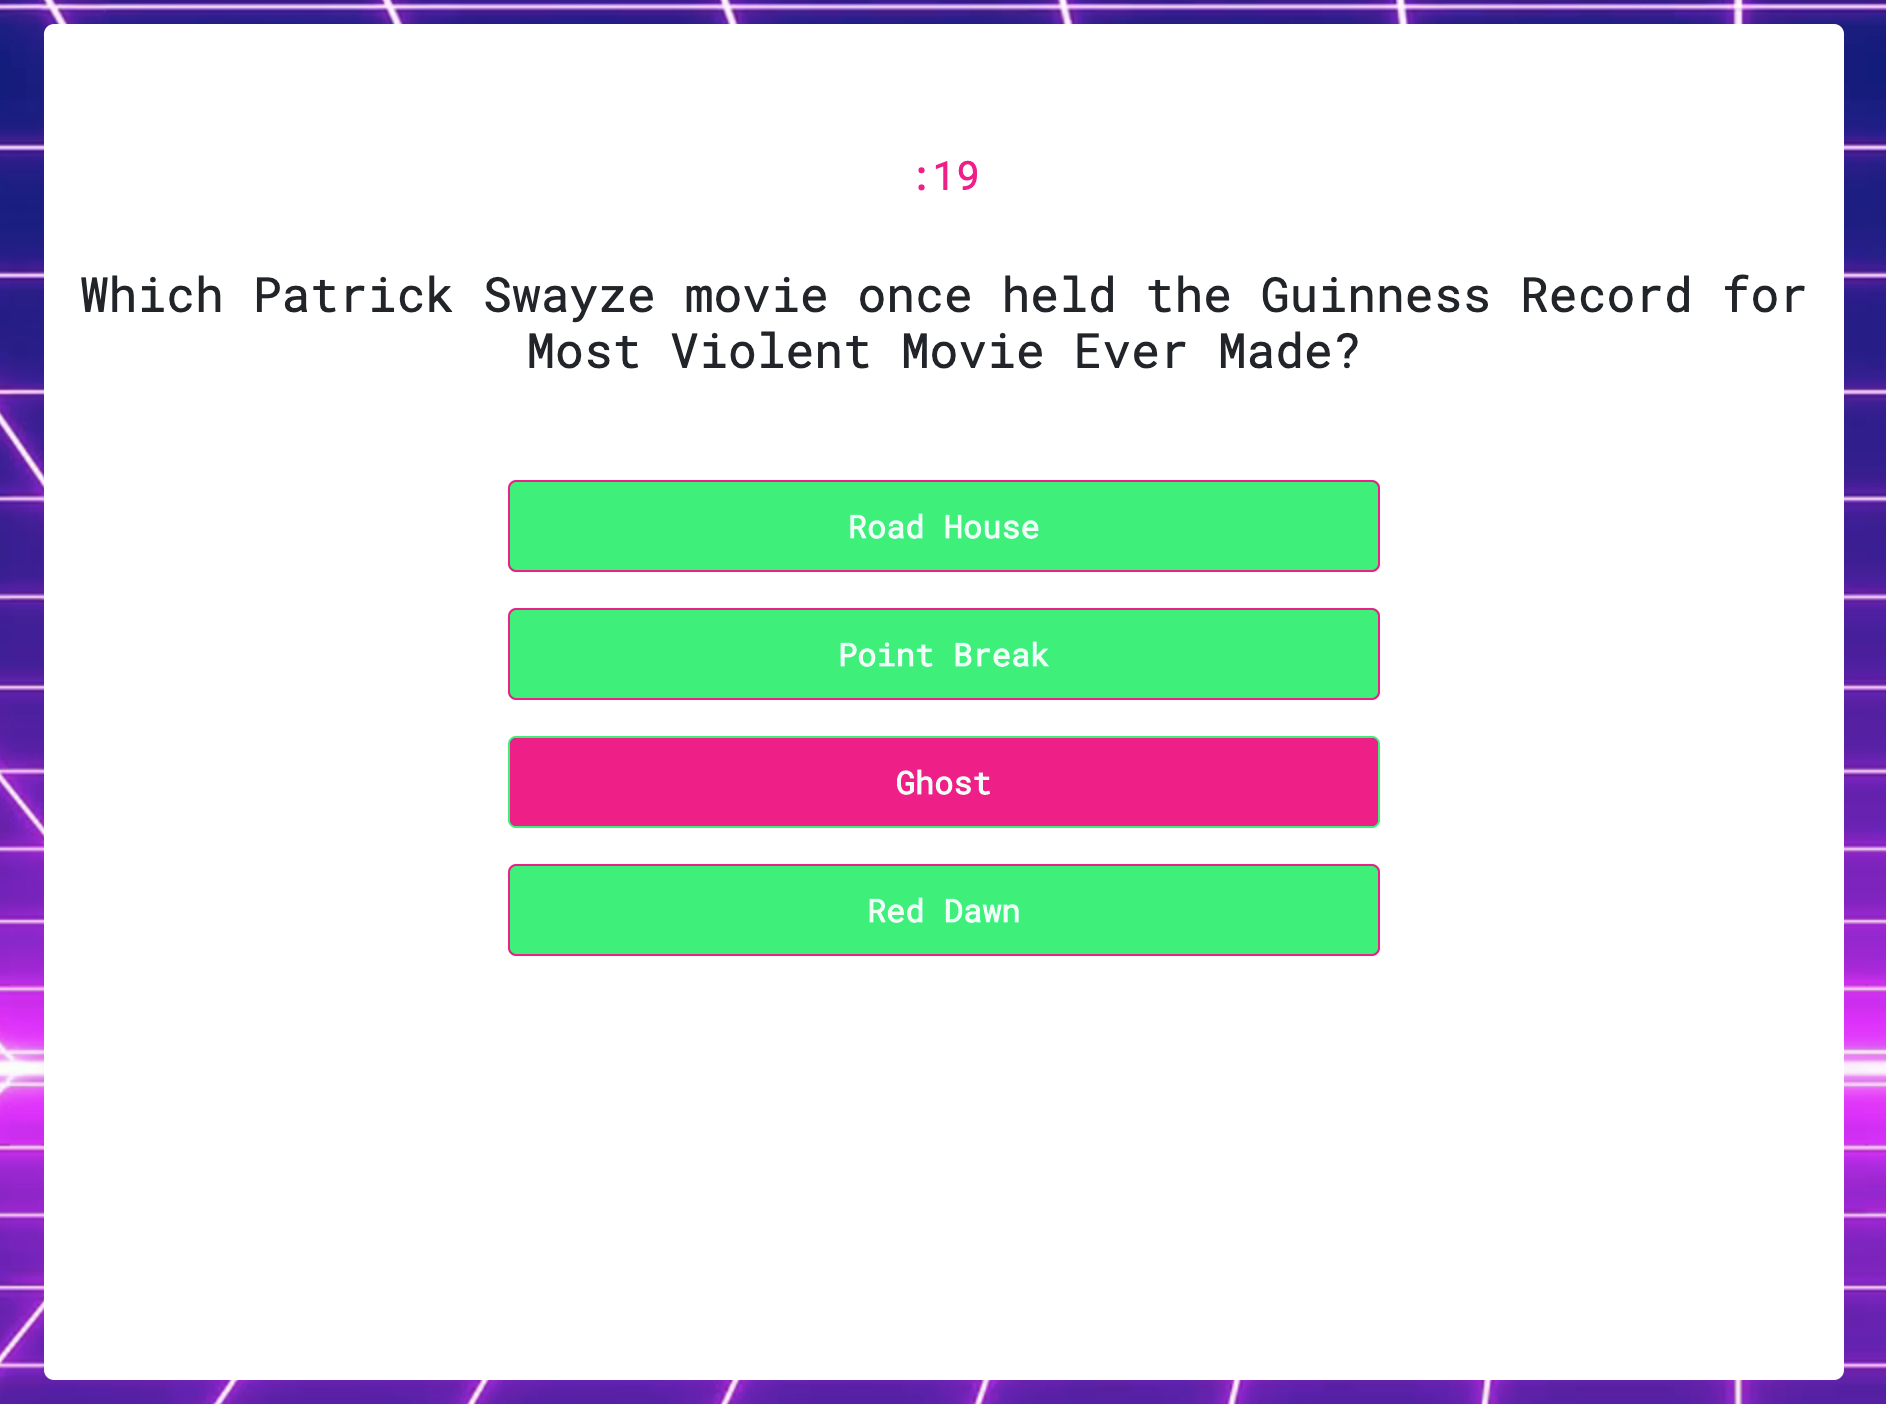 :19
Which Patrick Swayze movie once held the Guinness Record for
Most Violent Movie Ever Made?
Road House
Point Break
Ghost
Red Dawn